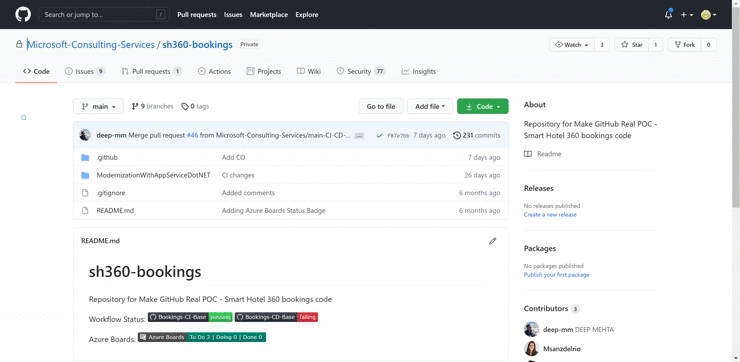 Search or jump to... /
Pull requests Issues Marketplace Explore
Microsoft-Consulting-Services / sh360-bookings Private
Watch 3 Star 1 Fork 0
Code Issues 9 Pull requests 1 Actions Projects Wiki Security 77 Insights
main 9 branches 0 tags Go to file Add file Code
deep-mm Merge pull request #46 from Microsoft-Consulting-Services/main-CI-CD-... f87e766 7 days ago 231 commits
.github Add CO 7 days ago
ModernizationWithAppServiceDotNET CI changes 26 days ago
.gitignore Added comments 6 months ago
README.md Adding Azure Boards Status Badge 6 months ago
README.md
sh360-bookings
Repository for Make GitHub Real POC - Smart Hotel 360 bookings code
Workflow Status: Bookings-CI-Base passing Bookings-CD-Base failing
Azure Boards: Azure Boards To Do 2 | Doing 0 | Done 0
About
Repository for Make GitHub Real POC -
Smart Hotel 360 bookings code
Readme
Releases
No releases published
Create a new release
Packages
No packages published
Publish your first package
Contributors 3
deep-mm DEEP MEHTA
Msanzdelrio